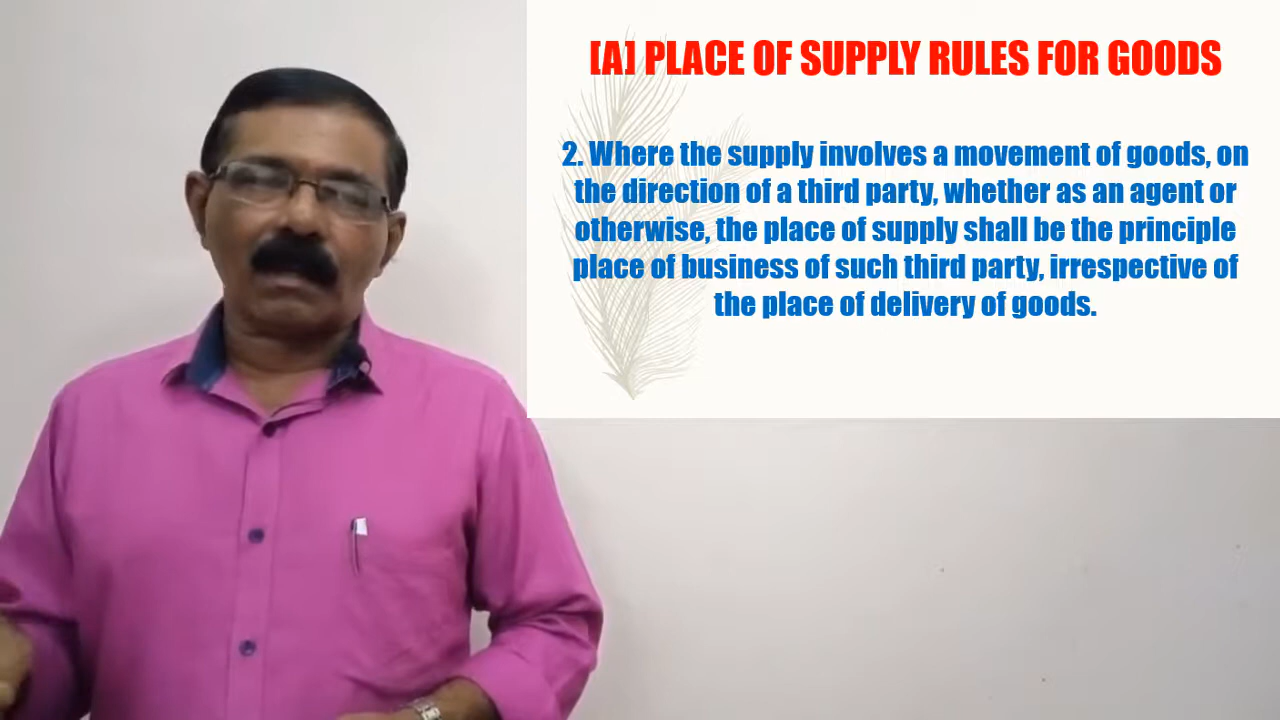 [A] PLACE OF SUPPLY RULES FOR GOODS
2. Where the supply involves a movement of goods, on
the direction of a third party, whether as an agent or
otherwise, the place of supply shall be the principle
place of business of such third party, irrespective of
the place of delivery of goods.